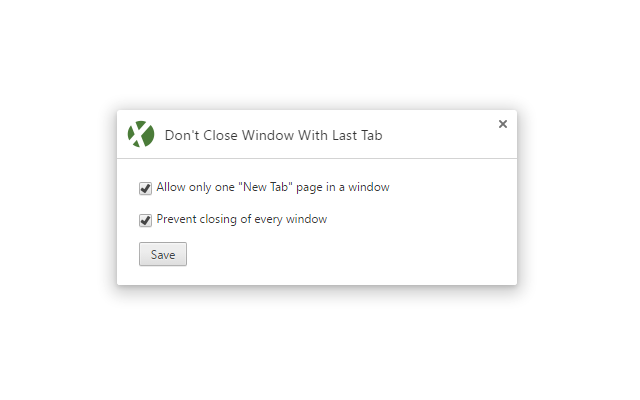 Don't Close Window With Last Tab
Allow only one "New Tab" page in a window
Prevent closing of every window
Save